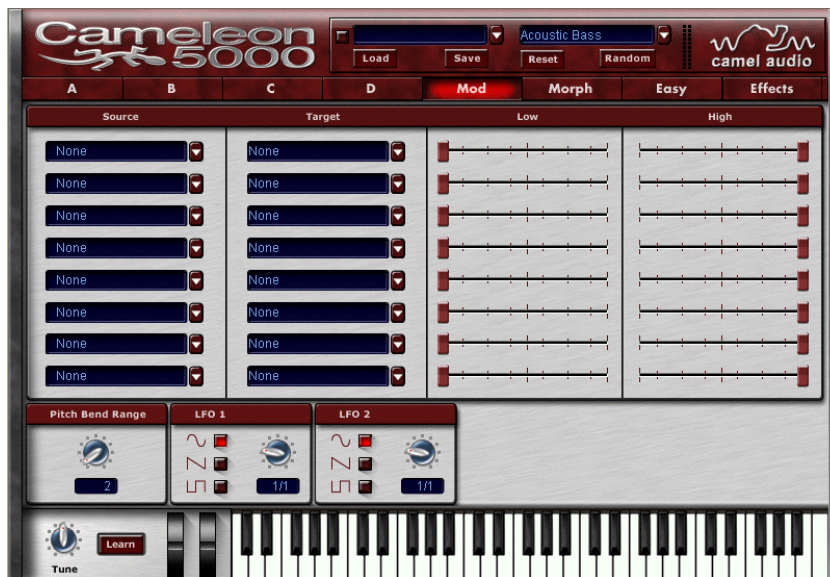 Cameleon
5000
Acoustic Bass
Load Save Reset Random
camel audio
A B C D Mod Morph Easy Effects
Source Target Low High
None None
None None
None None
None None
None None
None None
None None
None None
Pitch Bend Range LFO 1 LFO 2
2 1/1 1/1
Learn
Tune